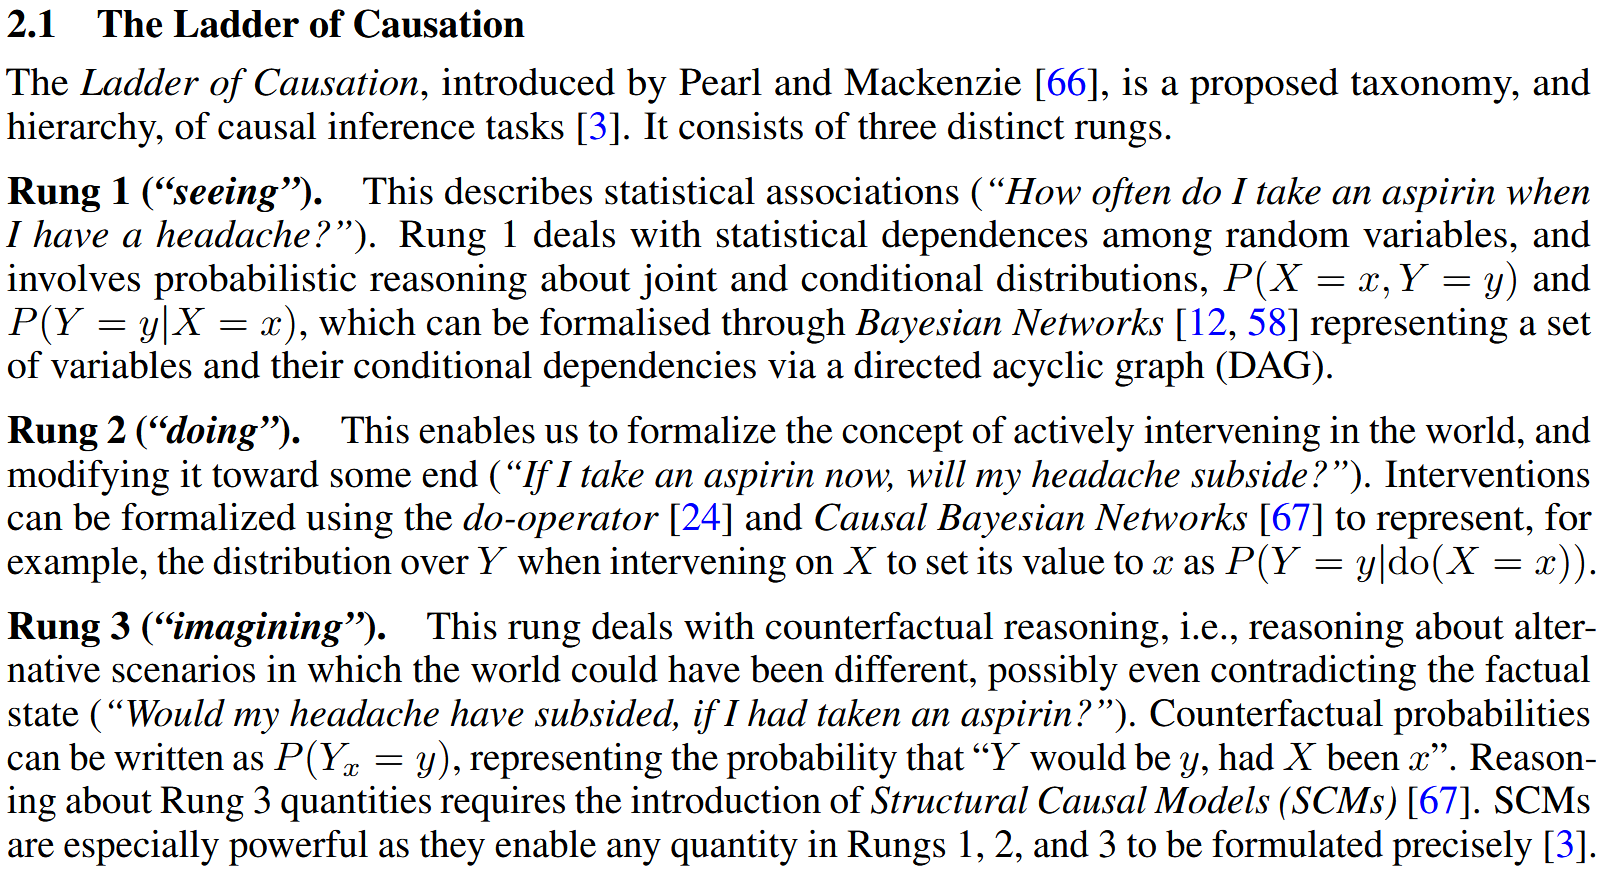 2.1 The Ladder of Causation
The Ladder of Causation, introduced by Pearl and Mackenzie [66], is a proposed taxonomy, and
hierarchy, of causal inference tasks [3]. It consists of three distinct rungs.
Rung 1 (“seeing”). This describes statistical associations (“How often do I take an aspirin when
I have a headache?”). Rung 1 deals with statistical dependences among random variables, and
involves probabilistic reasoning about joint and conditional distributions, P(X = x, Y = y) and
P(Y = y|X = x), which can be formalised through Bayesian Networks [12, 58] representing a set
of variables and their conditional dependencies via a directed acyclic graph (DAG).
Rung 2 (“doing”). This enables us to formalize the concept of actively intervening in the world, and
modifying it toward some end (“If I take an aspirin now, will my headache subside?”). Interventions
can be formalized using the do-operator [24] and Causal Bayesian Networks [67] to represent, for
example, the distribution over Y when intervening on X to set its value to x as P(Y = y|do(X = x)).
Rung 3 (“imagining”). This rung deals with counterfactual reasoning, i.e., reasoning about alter-
native scenarios in which the world could have been different, possibly even contradicting the factual
state (“Would my headache have subsided, if I had taken an aspirin?”). Counterfactual probabilities
can be written as P(Yₓ = y), representing the probability that “Y would be y, had X been x”. Reason-
ing about Rung 3 quantities requires the introduction of Structural Causal Models (SCMs) [67]. SCMs
are especially powerful as they enable any quantity in Rungs 1, 2, and 3 to be formulated precisely [3].